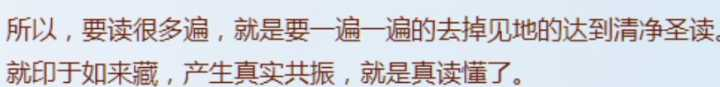 所以，要读很多遍，就是要一遍一遍的去掉见地的达到清净圣读。
就印于如来藏，产生真实共振，就是真读懂了。